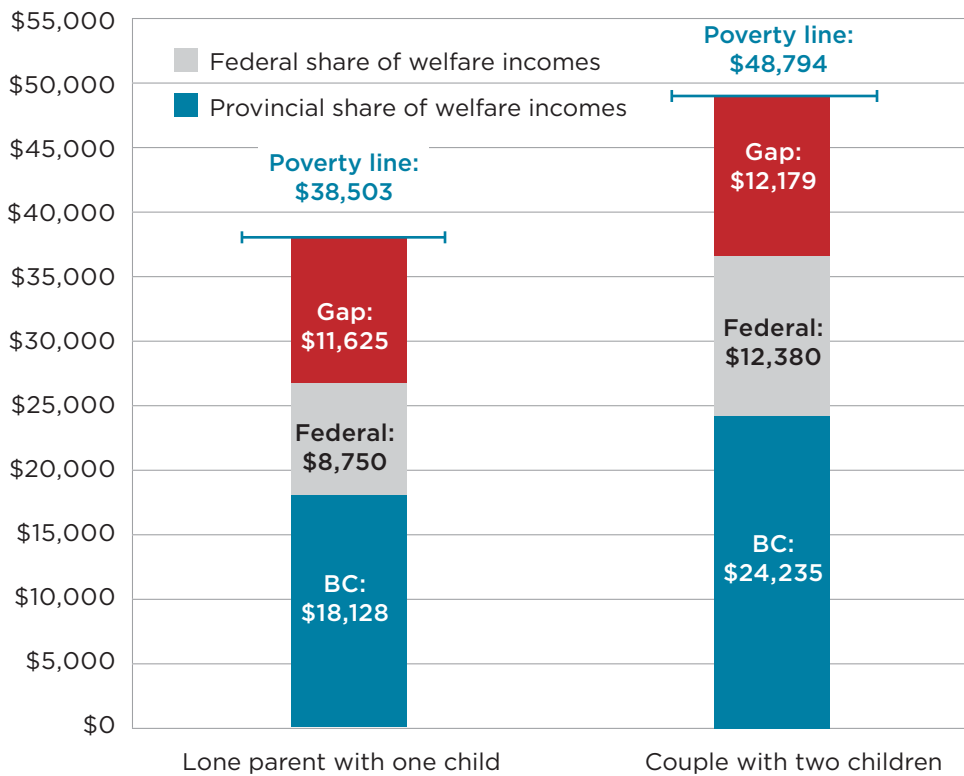 $55,000
$50,000
$45,000
$40,000
$35,000
$30,000
$25,000
$20,000
$15,000
$10,000
$5,000
$0
Federal share of welfare incomes
Provincial share of welfare incomes
Poverty line:
$38,503
Gap:
$11,625
Federal:
$8,750
BC:
$18,128
Poverty line:
$48,794
Gap:
$12,179
Federal:
$12,380
BC:
$24,235
Lone parent with one child
Couple with two children